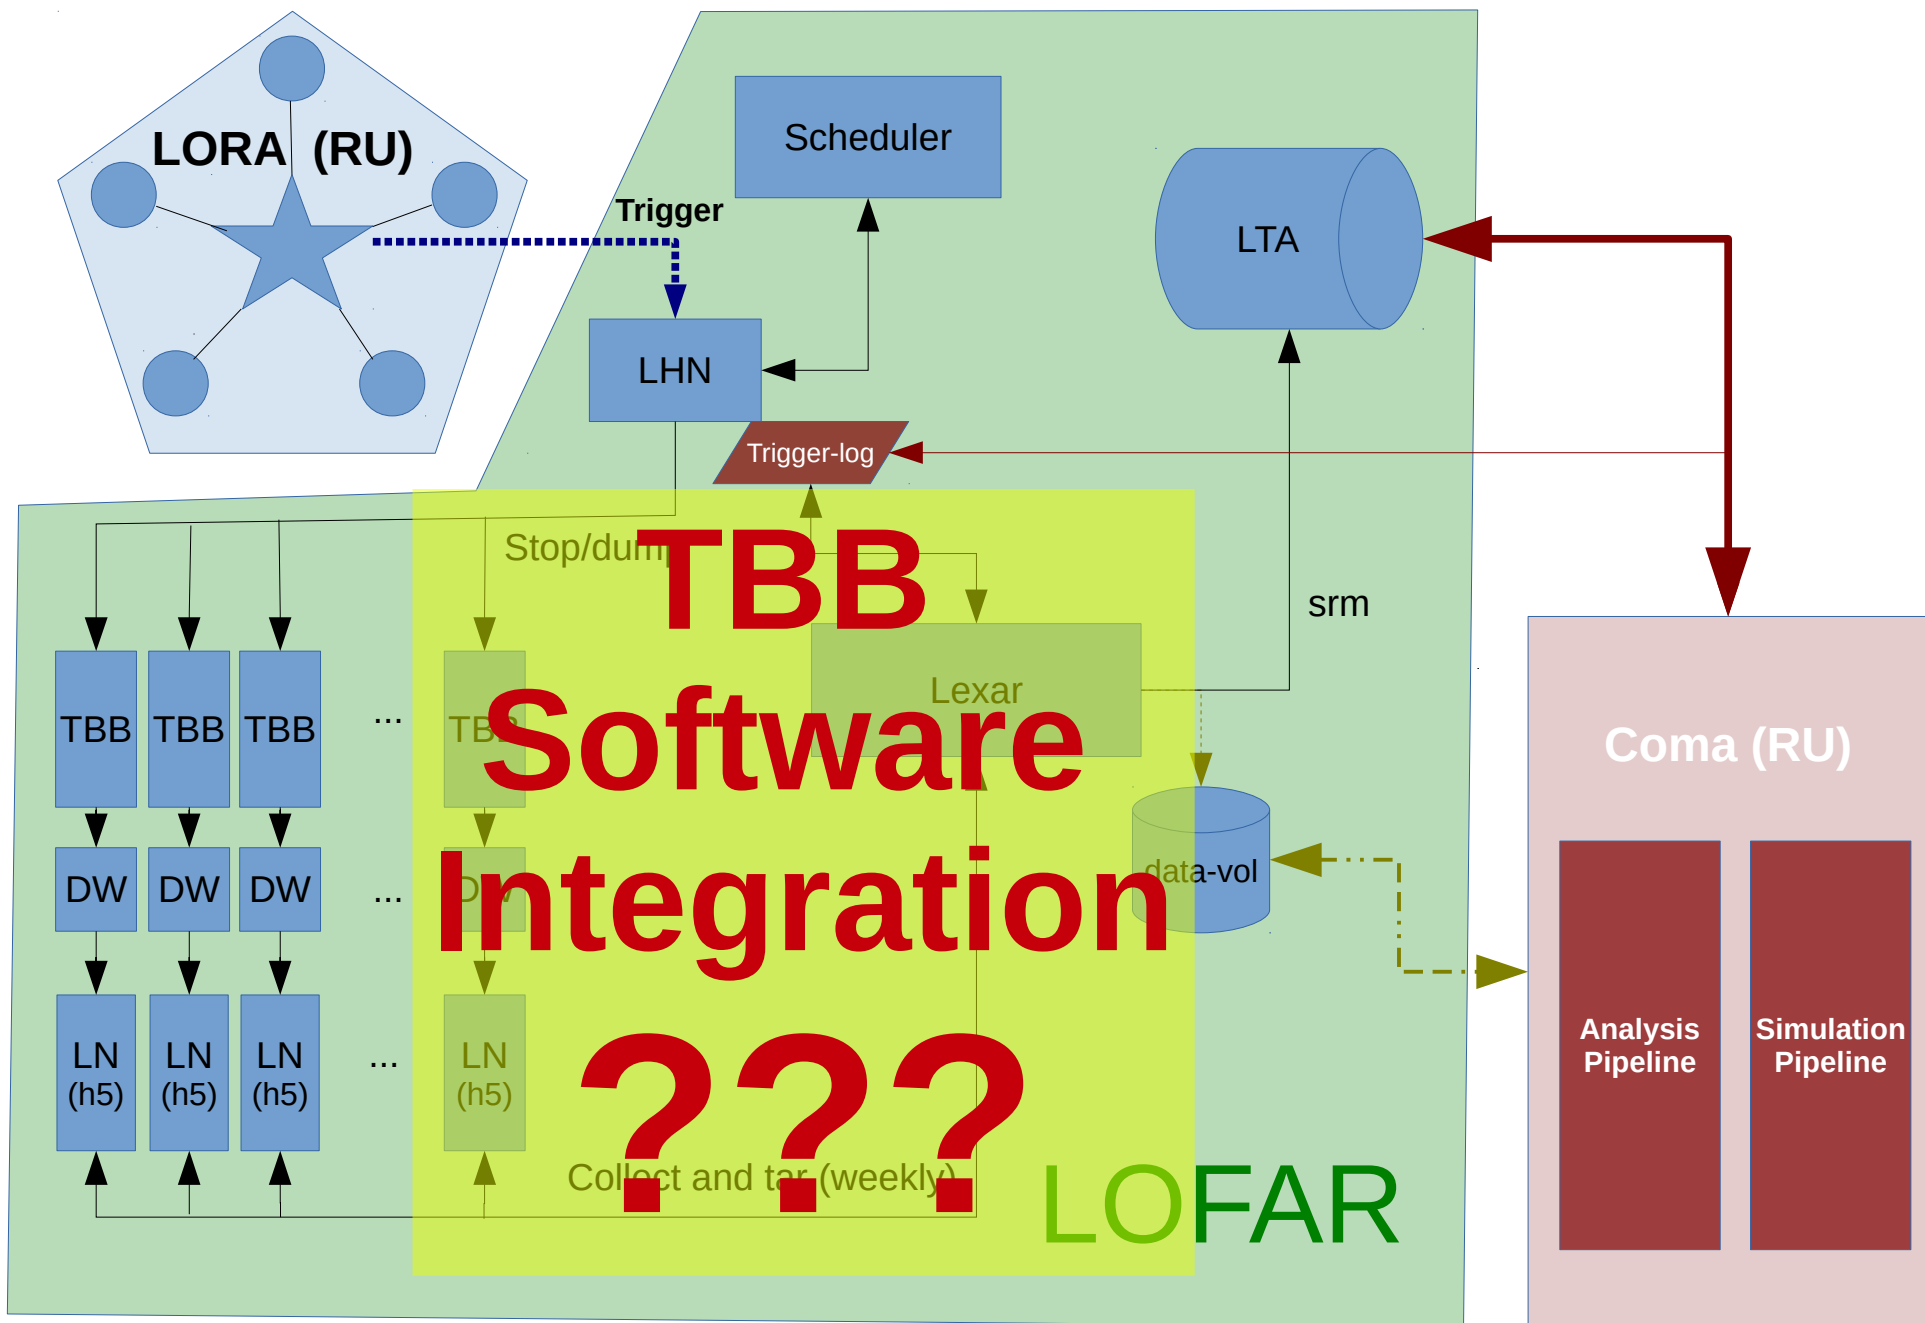 LORA (RU)
Scheduler
Trigger
LTA
LHN
Trigger-log
Stop/dump
TBB
srm
Lexar
Software
TBB
TBB
TBB
...
TBB
Coma (RU)
Integration
data-vol
DW
DW
DW
...
DW
LN
(h5)
LN
(h5)
LN
(h5)
...
LN
(h5)
Analysis
Pipeline
Simulation
Pipeline
???
Collect and tar (weekly)
LOFAR